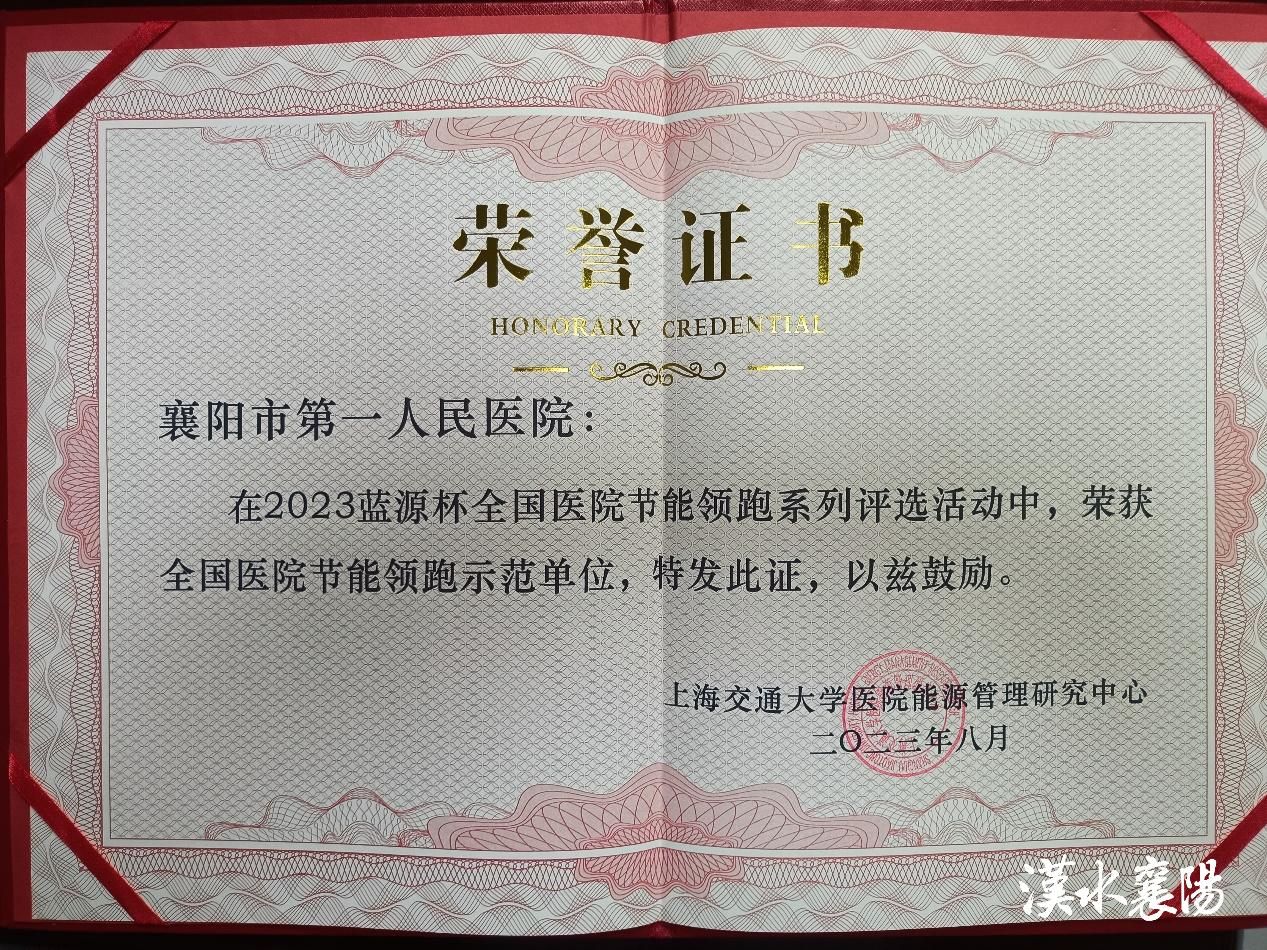 荣誉证书
HONORARY CREDENTIAL
襄阳市第一人民医院：
在2023蓝源杯全国医院节能领跑系列评选活动中，荣获
全国医院节能领跑示范单位，特发此证，以兹鼓励。
上海交通大学医院能源管理研究中心
二〇二三年八月
漢水襄陽